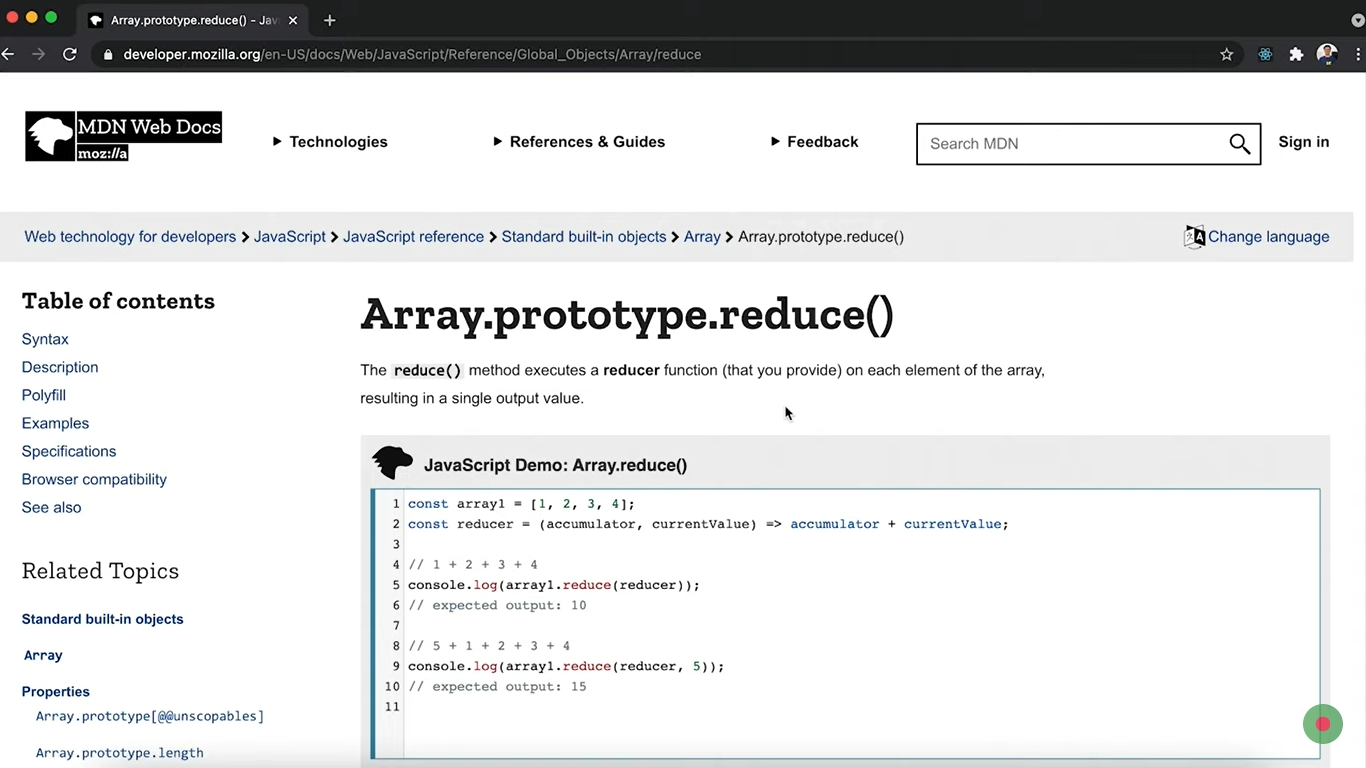 Array.prototype.reduce() - Jav
developer.mozilla.org/en-US/docs/Web/JavaScript/Reference/Global_Objects/Array/reduce
MDN Web Docs
moz://a
Technologies
References & Guides
Feedback
Search MDN
Sign in
Web technology for developers > JavaScript > JavaScript reference > Standard built-in objects > Array > Array.prototype.reduce()
Change language
Table of contents
Syntax
Description
Polyfill
Examples
Specifications
Browser compatibility
See also
Related Topics
Standard built-in objects
Array
Properties
Array.prototype[@@unscopables]
Array.prototype.length
Array.prototype.reduce()
The reduce() method executes a reducer function (that you provide) on each element of the array,
resulting in a single output value.
JavaScript Demo: Array.reduce()
1 const array1 = [1, 2, 3, 4];
2 const reducer = (accumulator, currentValue) => accumulator + currentValue;
3
4 // 1 + 2 + 3 + 4
5 console.log(array1.reduce(reducer));
6 // expected output: 10
7
8 // 5 + 1 + 2 + 3 + 4
9 console.log(array1.reduce(reducer, 5));
10 // expected output: 15
11